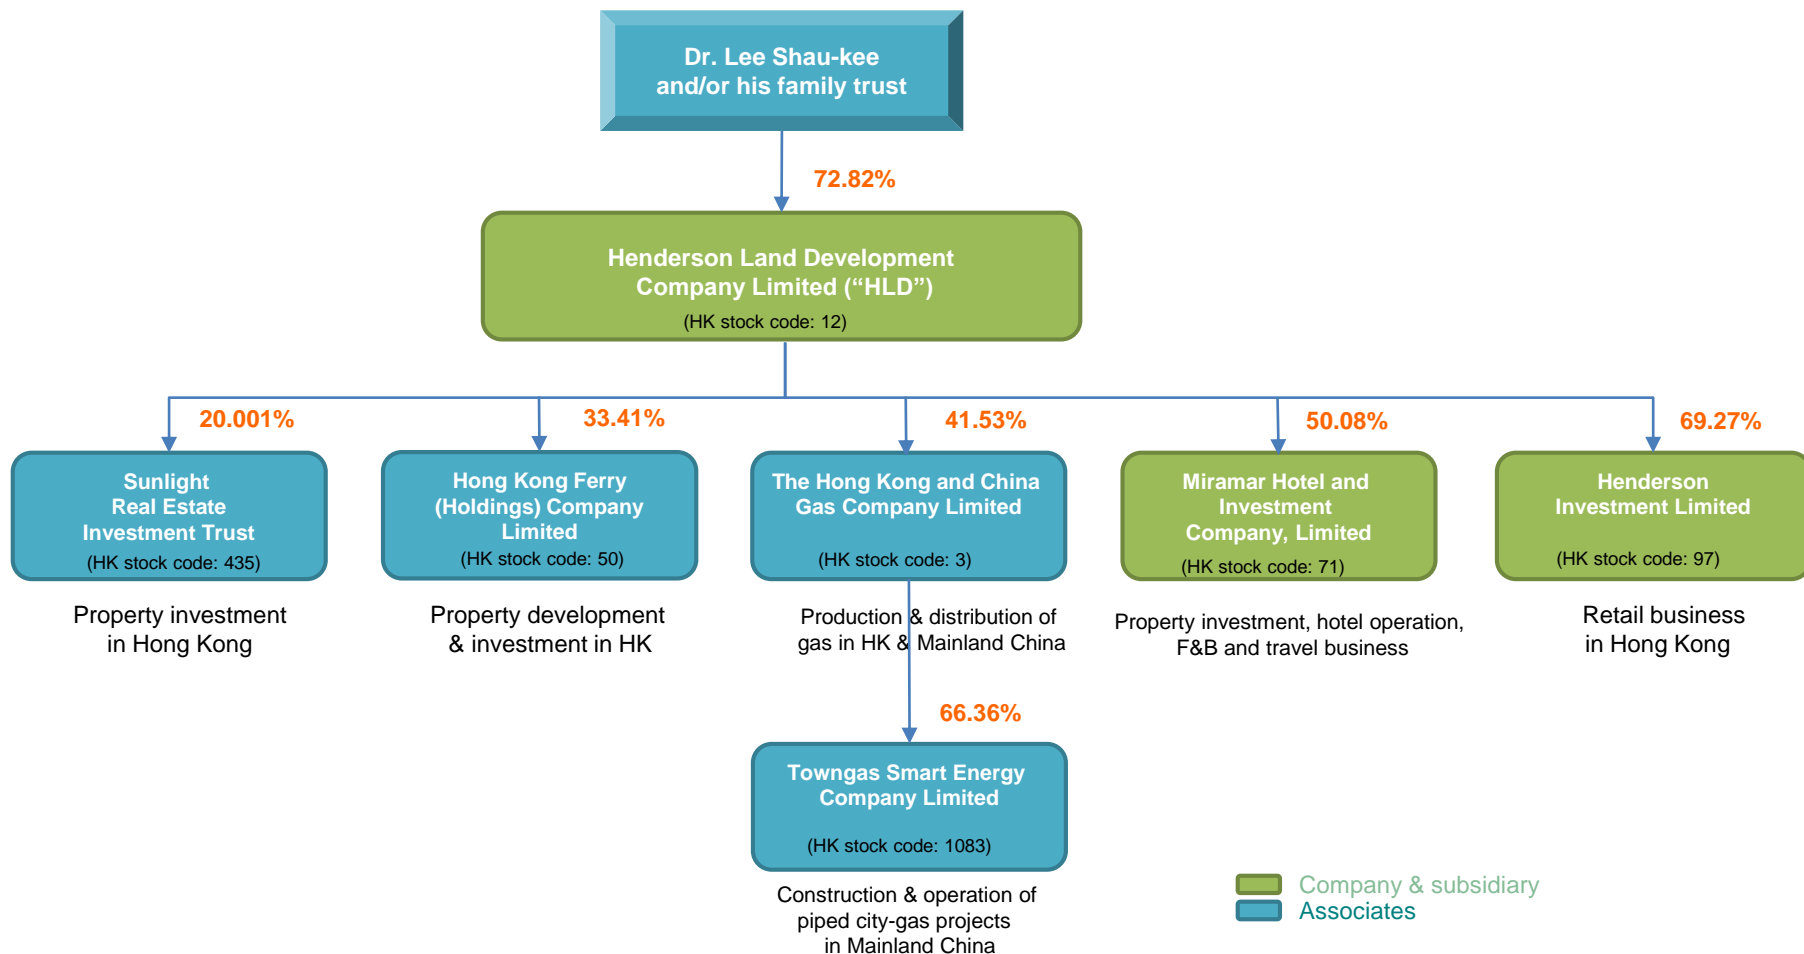 Dr. Lee Shau-kee
and/or his family trust
72.82%
Henderson Land Development
Company Limited (“HLD”)
(HK stock code: 12)
20.001%
33.41%
41.53%
50.08%
69.27%
Sunlight
Real Estate
Investment Trust
(HK stock code: 435)
Property investment
in Hong Kong
Hong Kong Ferry
(Holdings) Company
Limited
(HK stock code: 50)
Property development
& investment in HK
The Hong Kong and China
Gas Company Limited
(HK stock code: 3)
Production & distribution of
gas in HK & Mainland China
Miramar Hotel and
Investment
Company, Limited
(HK stock code: 71)
Property investment, hotel operation,
F&B and travel business
Henderson
Investment Limited
(HK stock code: 97)
Retail business
in Hong Kong
66.36%
Towngas Smart Energy
Company Limited
(HK stock code: 1083)
Construction & operation of
piped city-gas projects
in Mainland China
Company & subsidiary
Associates